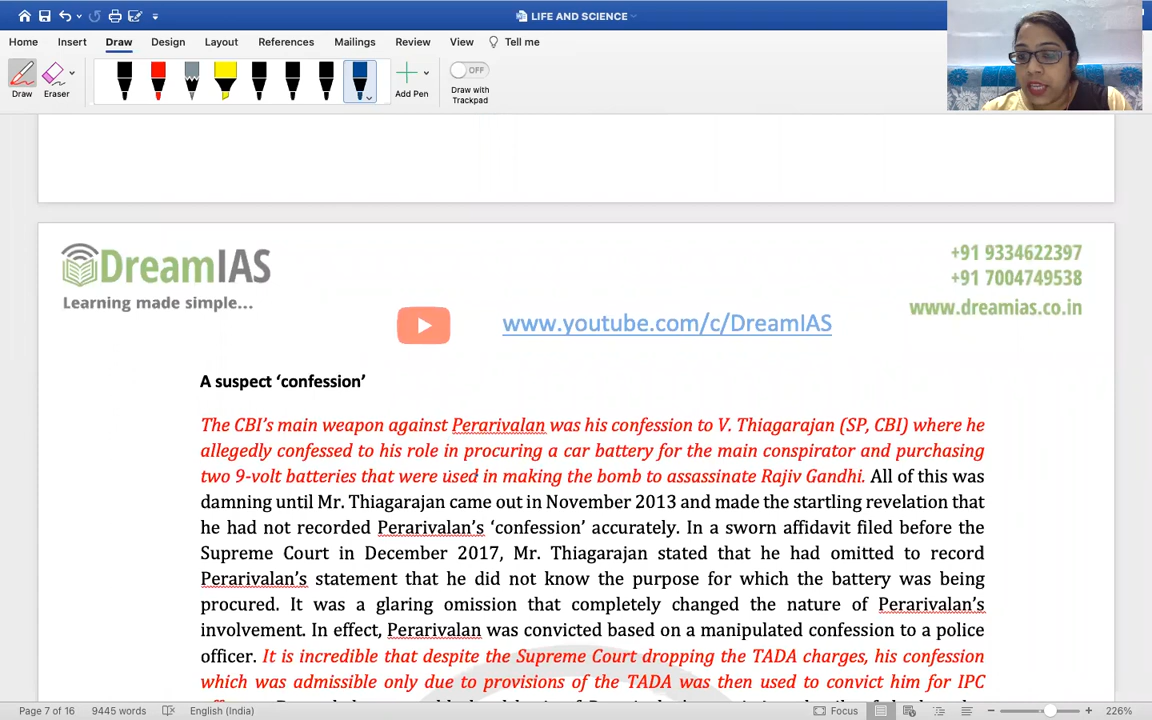 LIFE AND SCIENCE
Home Insert Draw Design Layout References Mailings Review View Tell me
OFF
Draw Eraser Add Pen Draw with
Trackpad
DreamIAS
Learning made simple...
+91 9334622397
+91 7004749538
www.dreamias.co.in
www.youtube.com/c/DreamIAS
A suspect ‘confession’
The CBI’s main weapon against Perarivalan was his confession to V. Thiagarajan (SP, CBI) where he
allegedly confessed to his role in procuring a car battery for the main conspirator and purchasing
two 9-volt batteries that were used in making the bomb to assassinate Rajiv Gandhi. All of this was
damning until Mr. Thiagarajan came out in November 2013 and made the startling revelation that
he had not recorded Perarivalan’s ‘confession’ accurately. In a sworn affidavit filed before the
Supreme Court in December 2017, Mr. Thiagarajan stated that he had omitted to record
Perarivalan’s statement that he did not know the purpose for which the battery was being
procured. It was a glaring omission that completely changed the nature of Perarivalan’s
involvement. In effect, Perarivalan was convicted based on a manipulated confession to a police
officer. It is incredible that despite the Supreme Court dropping the TADA charges, his confession
which was admissible only due to provisions of the TADA was then used to convict him for IPC
Page 7 of 16 9445 words English (India) Focus 226%